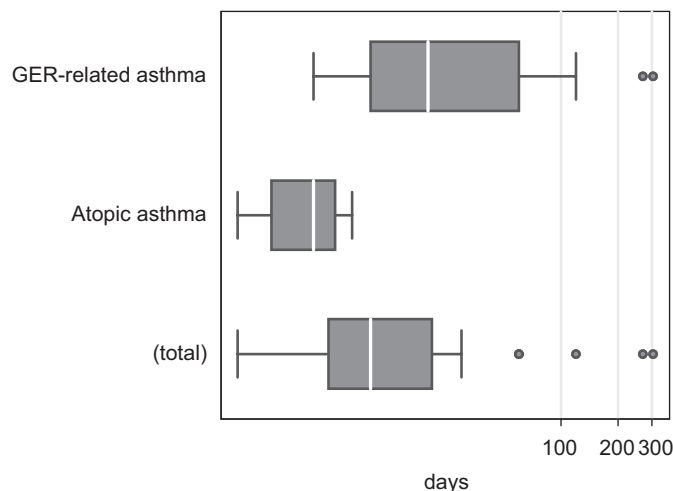 GER-related asthma
Atopic asthma
(total)
100 200 300
days